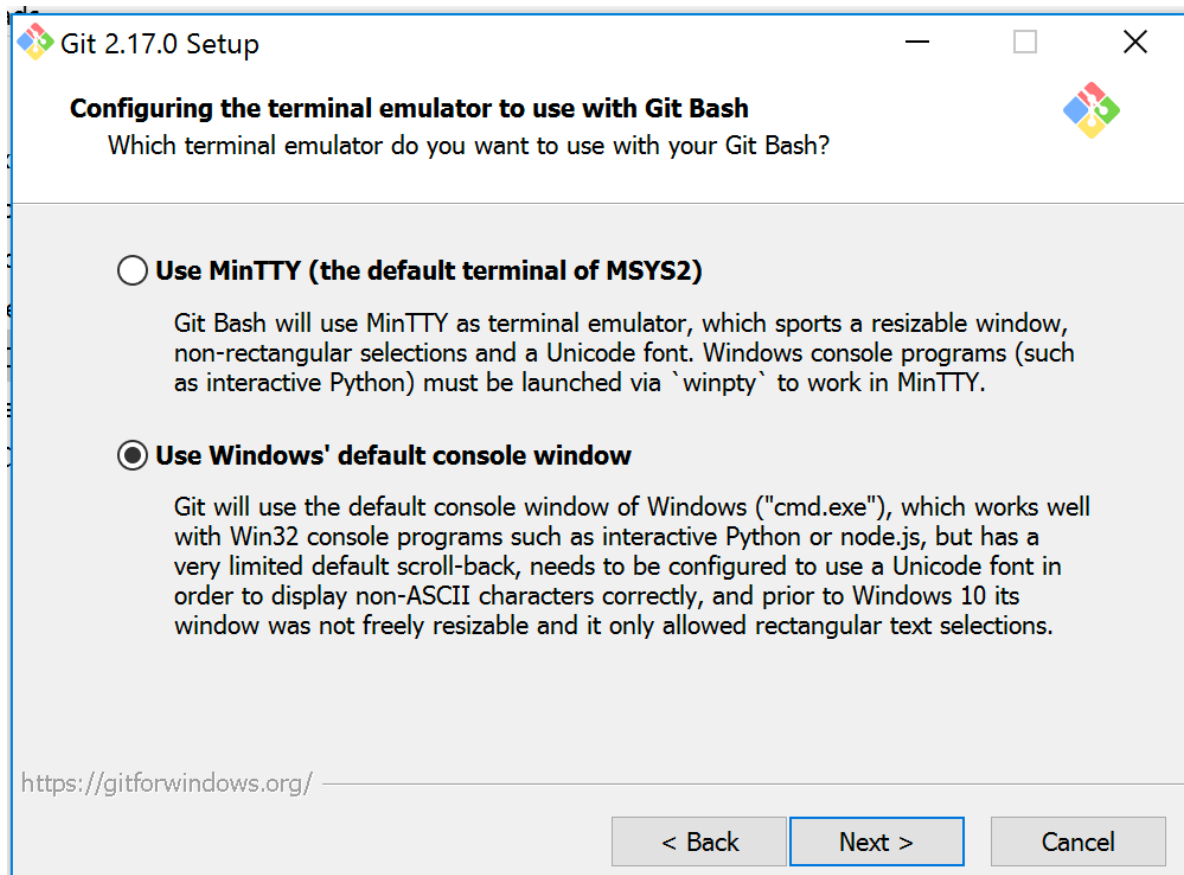 Git 2.17.0 Setup
Configuring the terminal emulator to use with Git Bash
Which terminal emulator do you want to use with your Git Bash?
Use MinTTY (the default terminal of MSYS2)
Git Bash will use MinTTY as terminal emulator, which sports a resizable window,
non-rectangular selections and a Unicode font. Windows console programs (such
as interactive Python) must be launched via `winpty` to work in MinTTY.
Use Windows' default console window
Git will use the default console window of Windows ("cmd.exe"), which works well
with Win32 console programs such as interactive Python or node.js, but has a
very limited default scroll-back, needs to be configured to use a Unicode font in
order to display non-ASCII characters correctly, and prior to Windows 10 its
window was not freely resizable and it only allowed rectangular text selections.
https://gitforwindows.org/
< Back Next > Cancel